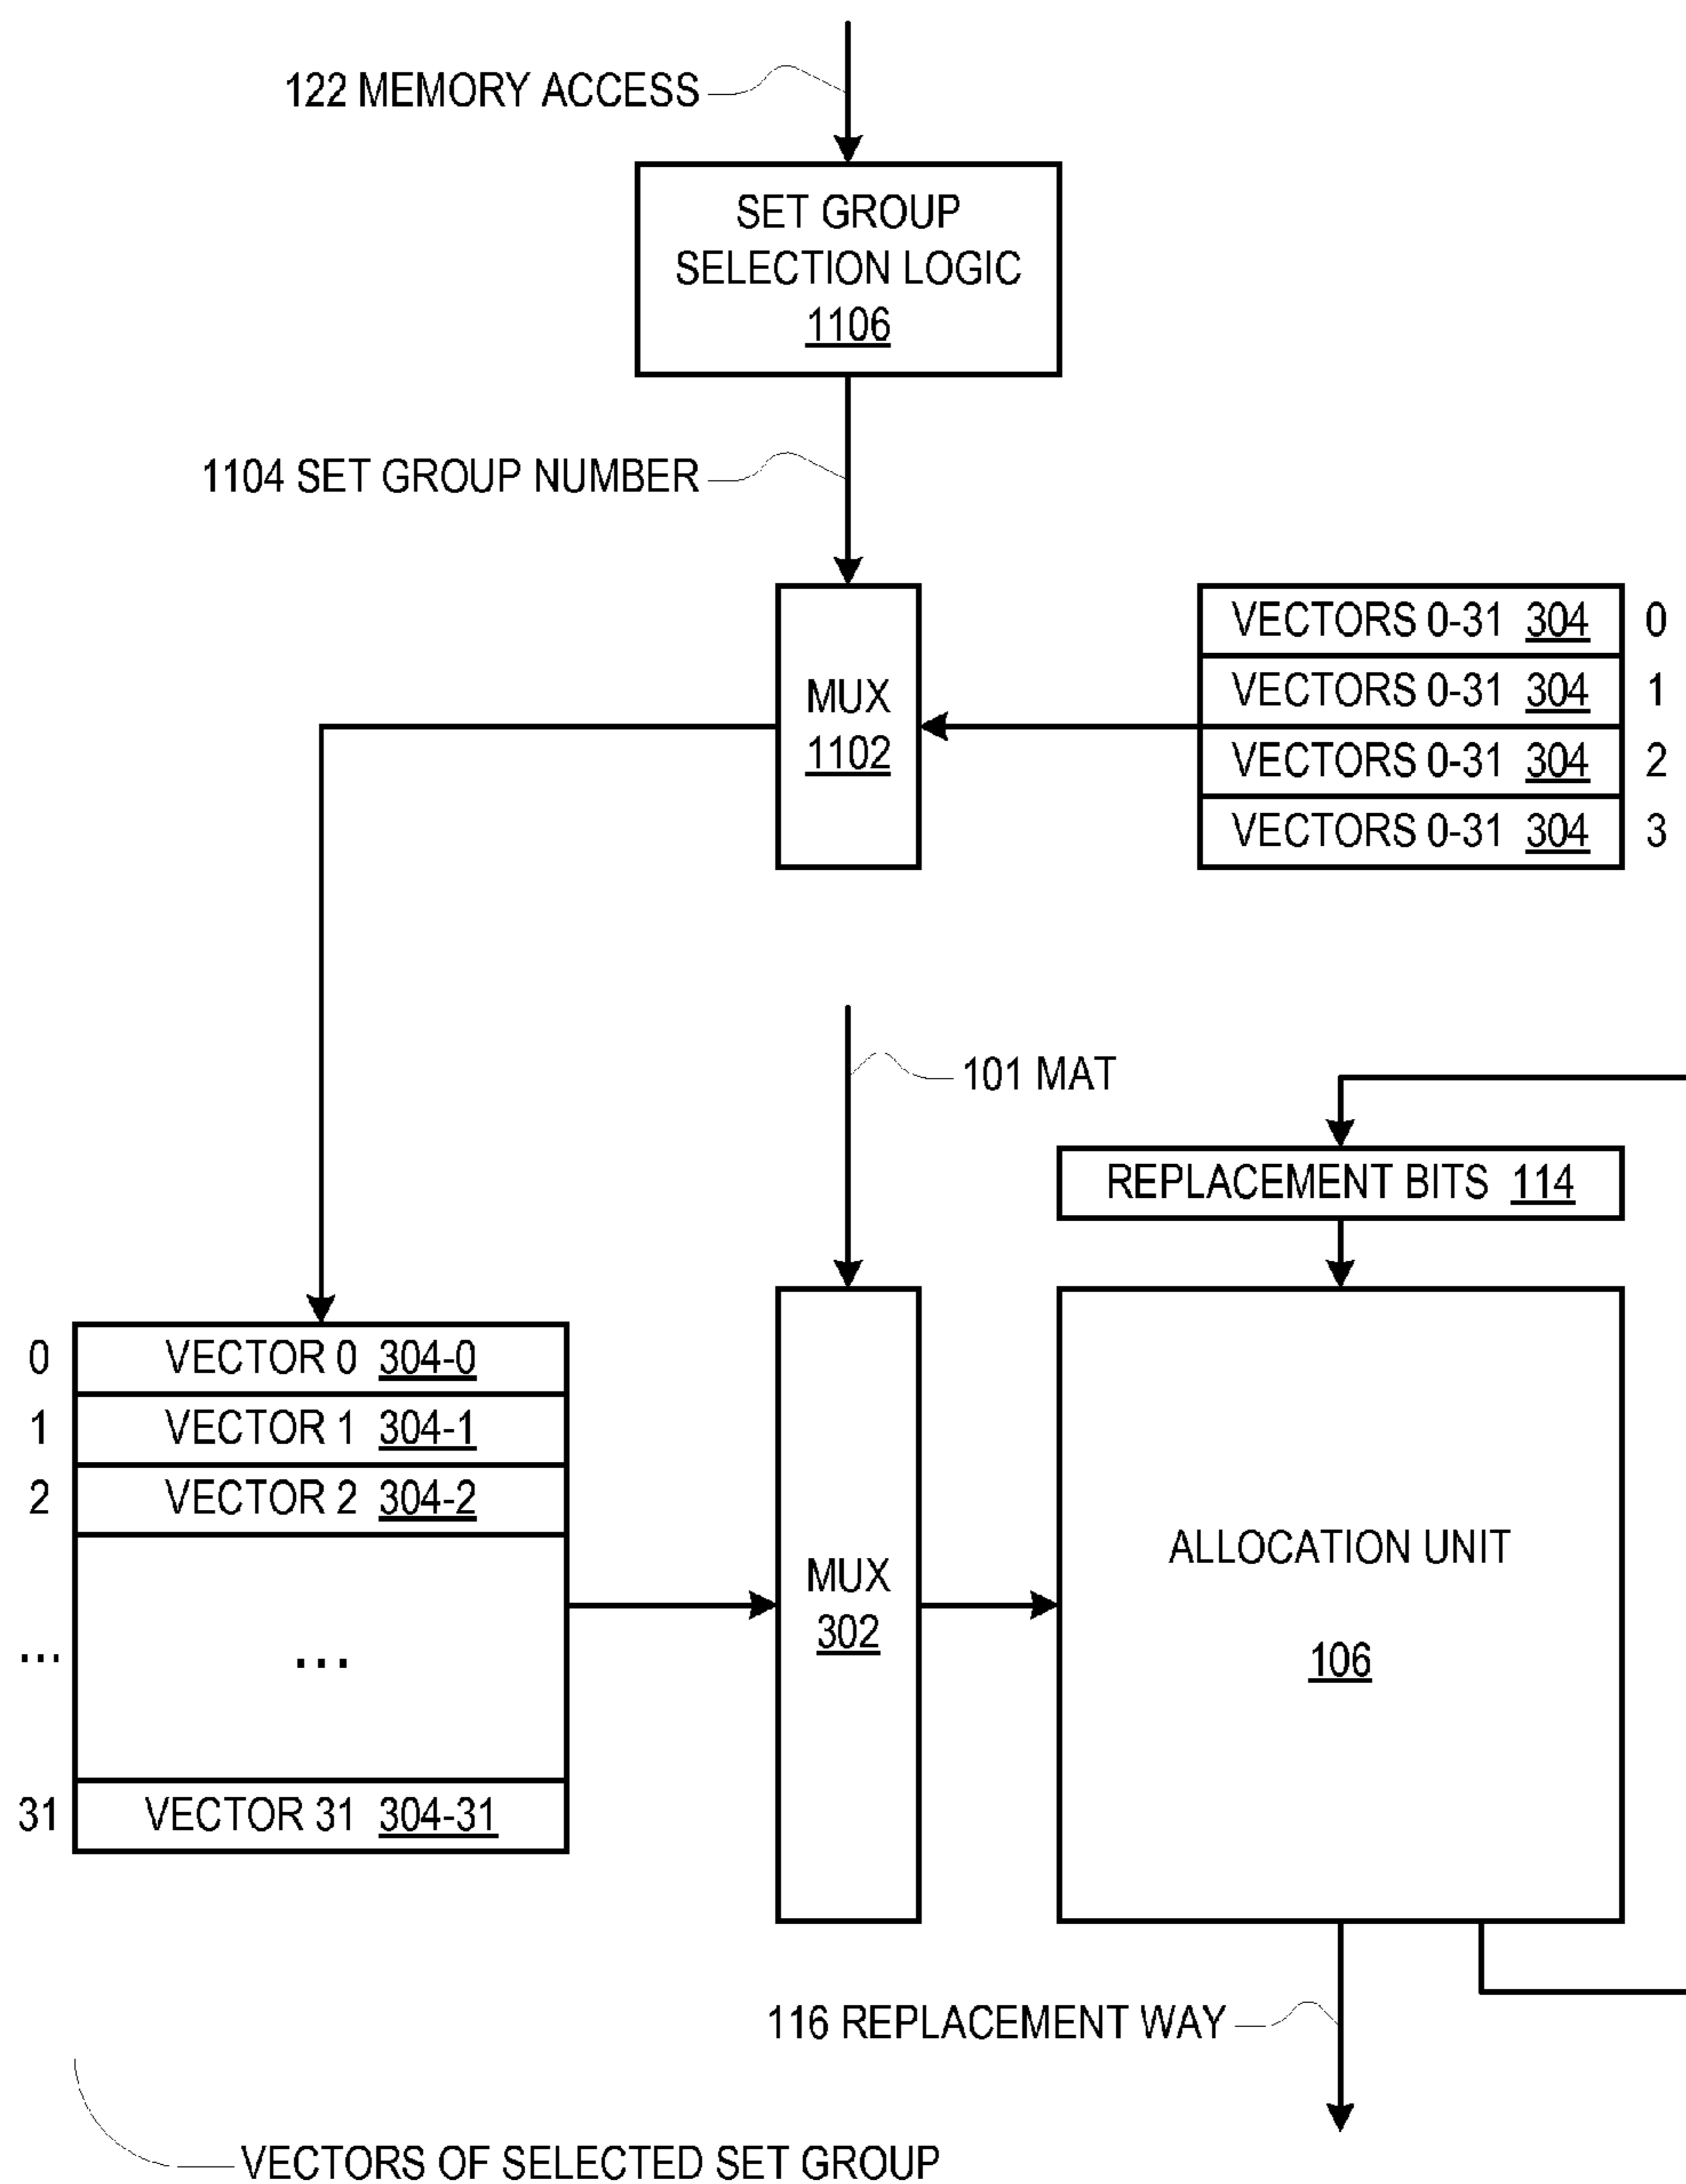 122 MEMORY ACCESS
SET GROUP
SELECTION LOGIC
1106
1104 SET GROUP NUMBER
MUX
1102
VECTORS 0-31 304 0
VECTORS 0-31 304 1
VECTORS 0-31 304 2
VECTORS 0-31 304 3
101 MAT
REPLACEMENT BITS 114
0 VECTOR 0 304-0
1 VECTOR 1 304-1
2 VECTOR 2 304-2
... ...
31 VECTOR 31 304-31
MUX
302
ALLOCATION UNIT
106
116 REPLACEMENT WAY
VECTORS OF SELECTED SET GROUP